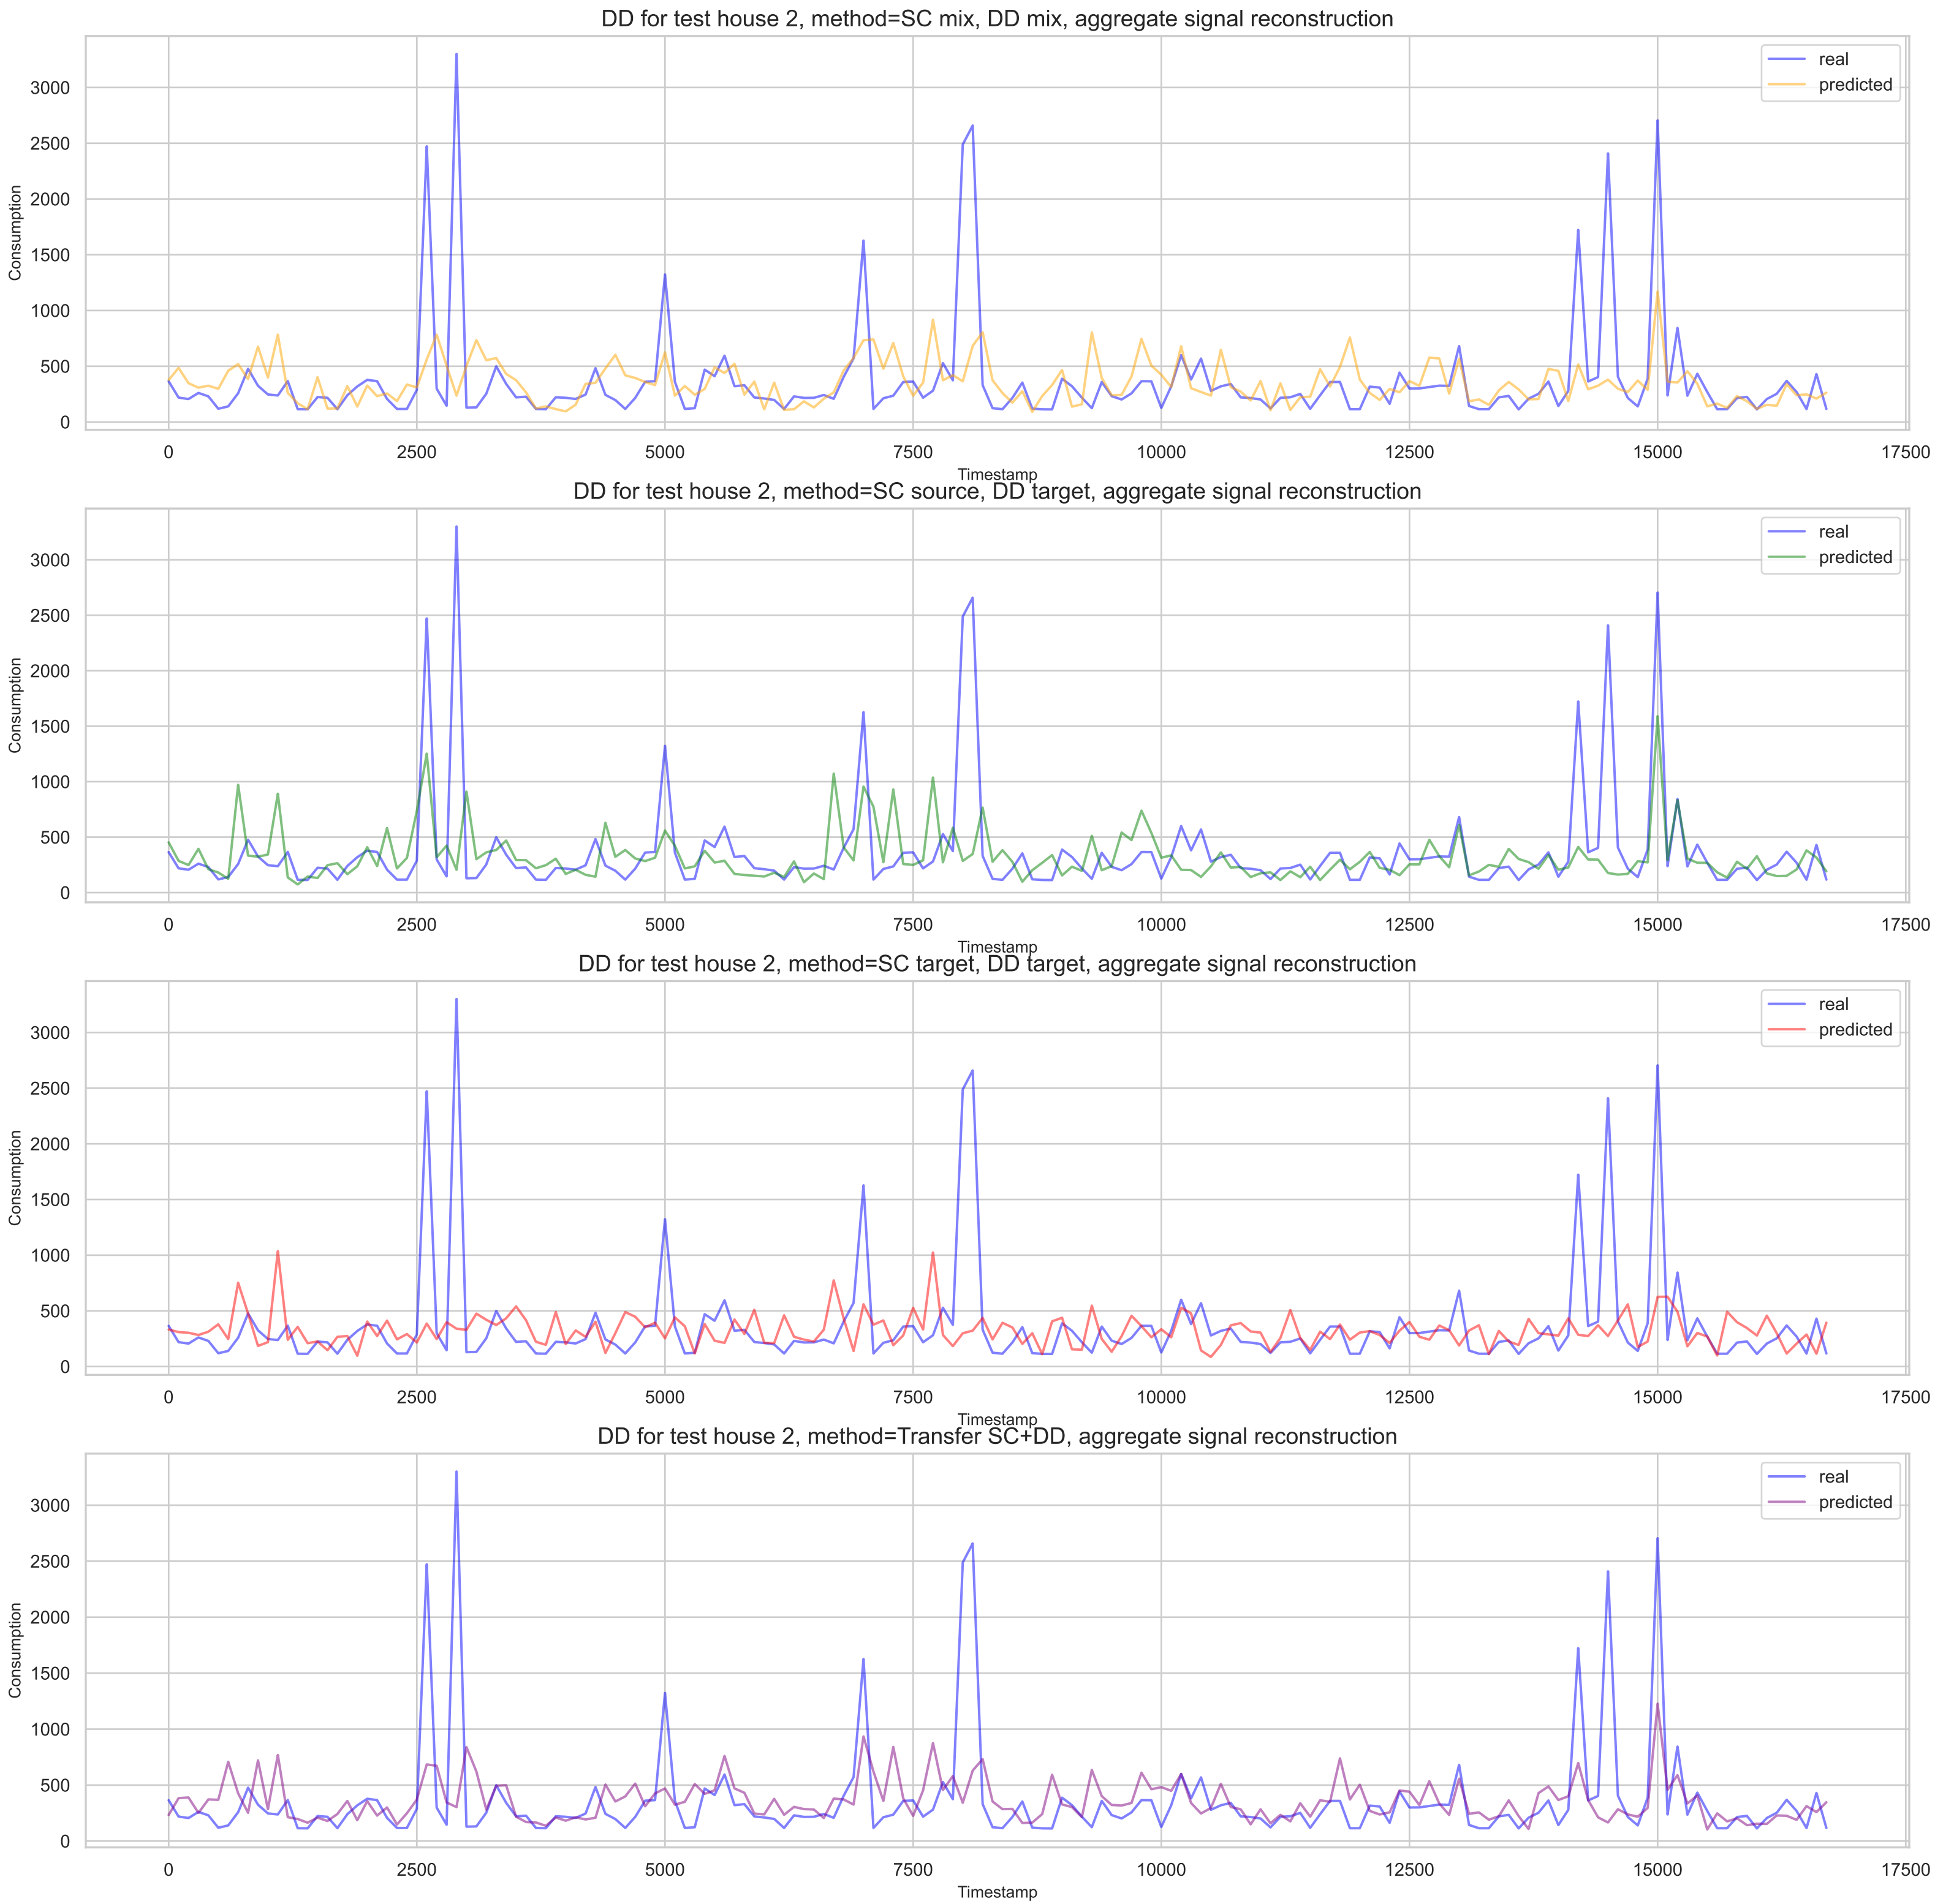 DD for test house 2, method=SC mix, DD mix, aggregate signal reconstruction
real
predicted
3000
2500
2000
1500
1000
500
0
Consumption
0 2500 5000 7500 10000 12500 15000 17500
Timestamp
DD for test house 2, method=SC source, DD target, aggregate signal reconstruction
real
predicted
3000
2500
2000
1500
1000
500
0
Consumption
0 2500 5000 7500 10000 12500 15000 17500
Timestamp
DD for test house 2, method=SC target, DD target, aggregate signal reconstruction
real
predicted
3000
2500
2000
1500
1000
500
0
Consumption
0 2500 5000 7500 10000 12500 15000 17500
Timestamp
DD for test house 2, method=Transfer SC+DD, aggregate signal reconstruction
real
predicted
3000
2500
2000
1500
1000
500
0
Consumption
0 2500 5000 7500 10000 12500 15000 17500
Timestamp